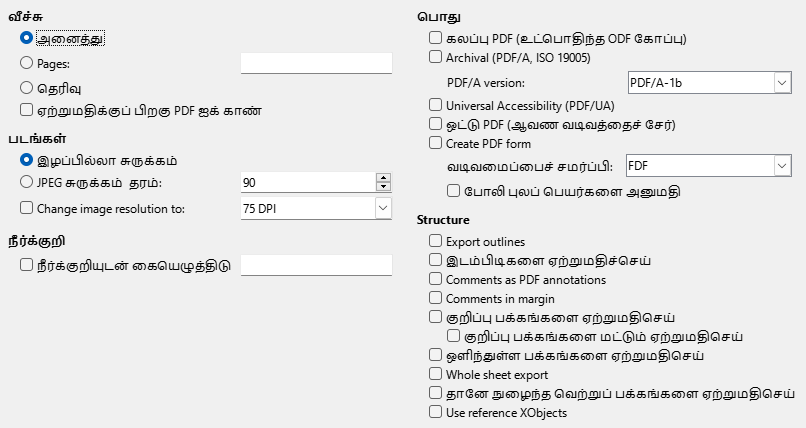 வீச்சு
அனைத்து
Pages:
தெரிவு
ஏற்றுமதிக்குப் பிறகு PDF ஐக் காண்
படங்கள்
இழப்பில்லா சுருக்கம்
JPEG சுருக்கம் தரம்: 90
Change image resolution to: 75 DPI
நீர்க்குறி
நீர்க்குறியுடன் கையெழுத்திடு
பொது
கலப்பு PDF (உட்பொதிந்த ODF கோப்பு)
Archival (PDF/A, ISO 19005)
PDF/A version: PDF/A-1b
Universal Accessibility (PDF/UA)
ஒட்டு PDF (ஆவண வடிவத்தைச் சேர்)
Create PDF form
வடிவமைப்பைச் சமர்ப்பி: FDF
போலி புலப் பெயர்களை அனுமதி
Structure
Export outlines
இடம்பிடிகளை ஏற்றுமதிச்செய்
Comments as PDF annotations
Comments in margin
குறிப்பு பக்கங்களை ஏற்றுமதிசெய்
குறிப்பு பக்கங்களை மட்டும் ஏற்றுமதிசெய்
ஒளிந்துள்ள பக்கங்களை ஏற்றுமதிசெய்
Whole sheet export
தானே நுழைந்த வெற்றுப் பக்கங்களை ஏற்றுமதிசெய்
Use reference XObjects